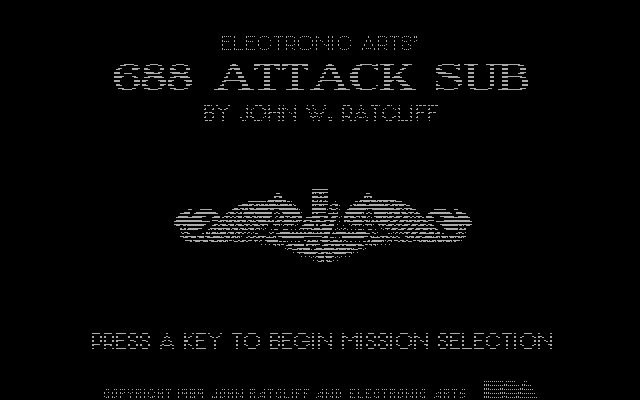 ELECTRONIC ARTS'
688 ATTACK SUB
BY JOHN W. RATCLIFF
PRESS A KEY TO BEGIN MISSION SELECTION
COPYRIGHT 1989 JOHN RATCLIFF AND ELECTRONIC ARTS